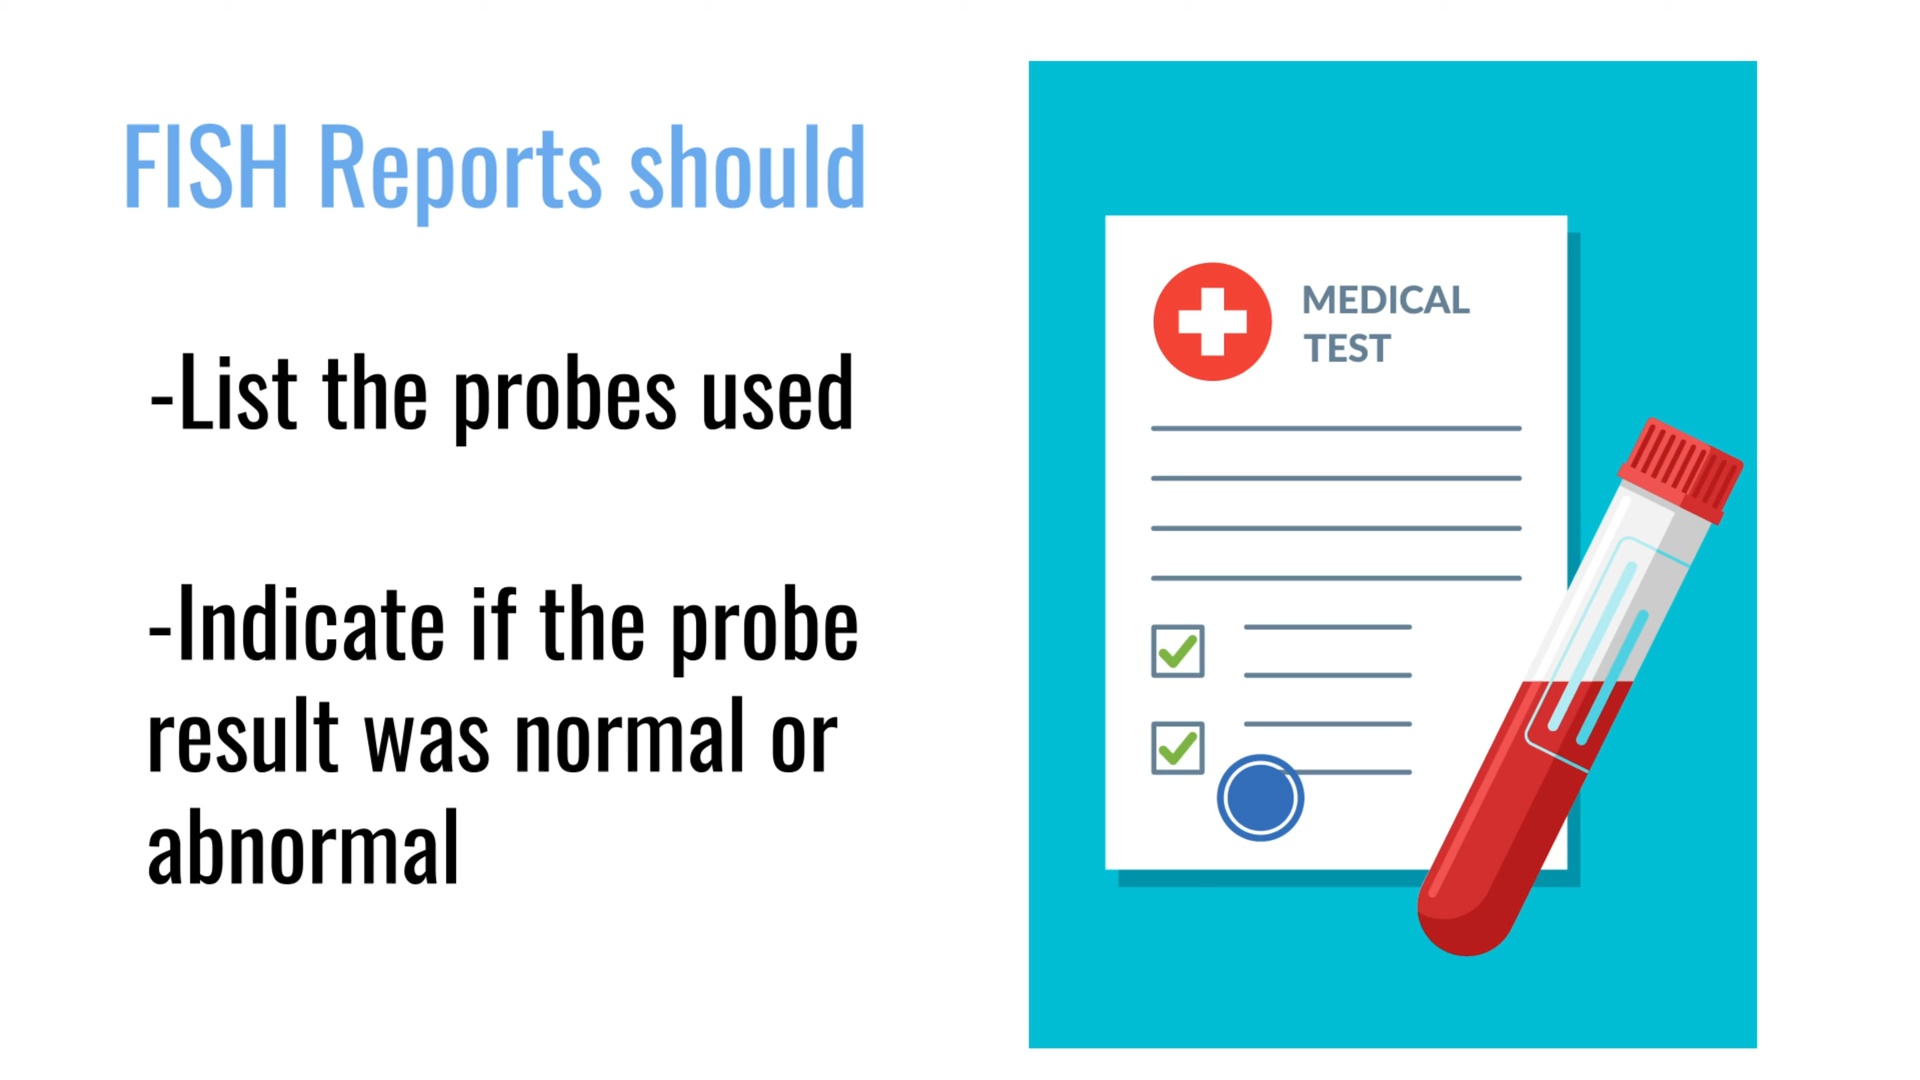 FISH Reports should
-List the probes used
-Indicate if the probe
result was normal or
abnormal
MEDICAL
TEST